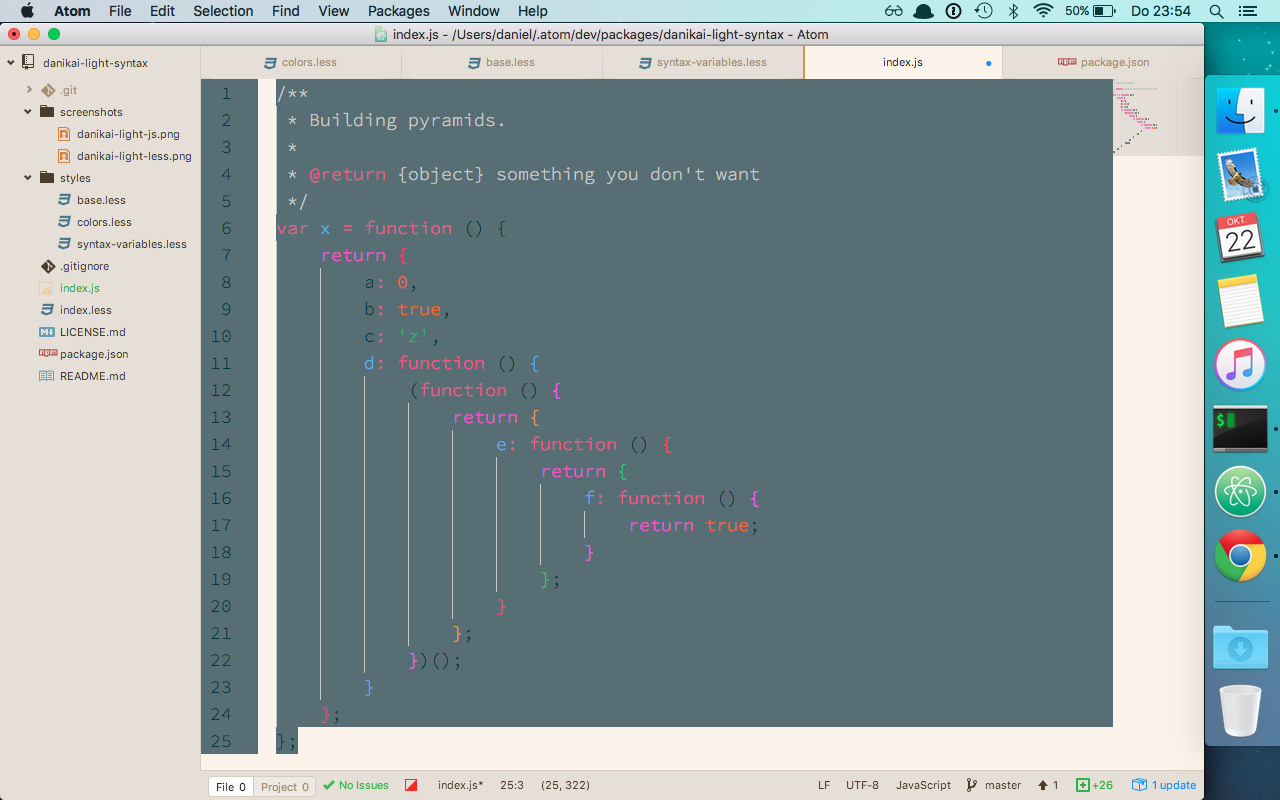 Atom File Edit Selection Find View Packages Window Help 50% Do 23:54
index.js - /Users/daniel/.atom/dev/packages/danikai-light-syntax - Atom
danikai-light-syntax
.git
screenshots
danikai-light-js.png
danikai-light-less.png
styles
base.less
colors.less
syntax-variables.less
.gitignore
index.js
index.less
LICENSE.md
package.json
README.md
colors.less base.less syntax-variables.less index.js package.json
1 /**
2 * Building pyramids.
3 *
4 * @return {object} something you don't want
5 */
6 var x = function () {
7 return {
8 a: 0,
9 b: true,
10 c: 'z',
11 d: function () {
12 (function () {
13 return {
14 e: function () {
15 return {
16 f: function () {
17 return true;
18 }
19 };
20 }
21 };
22 })();
23 }
24 };
25 };
File 0 Project 0 No Issues index.js* 25:3 (25, 322) LF UTF-8 JavaScript master 1 +26 1 update
OKT.
22
$